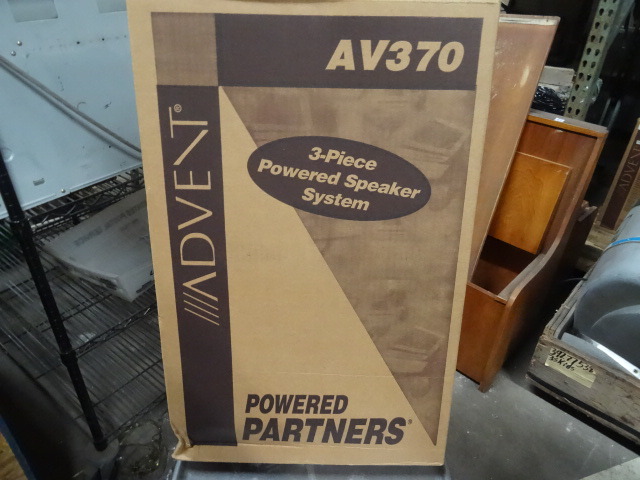 AV370
ADVENT®
3-Piece
Powered Speaker
System
POWERED
PARTNERS®